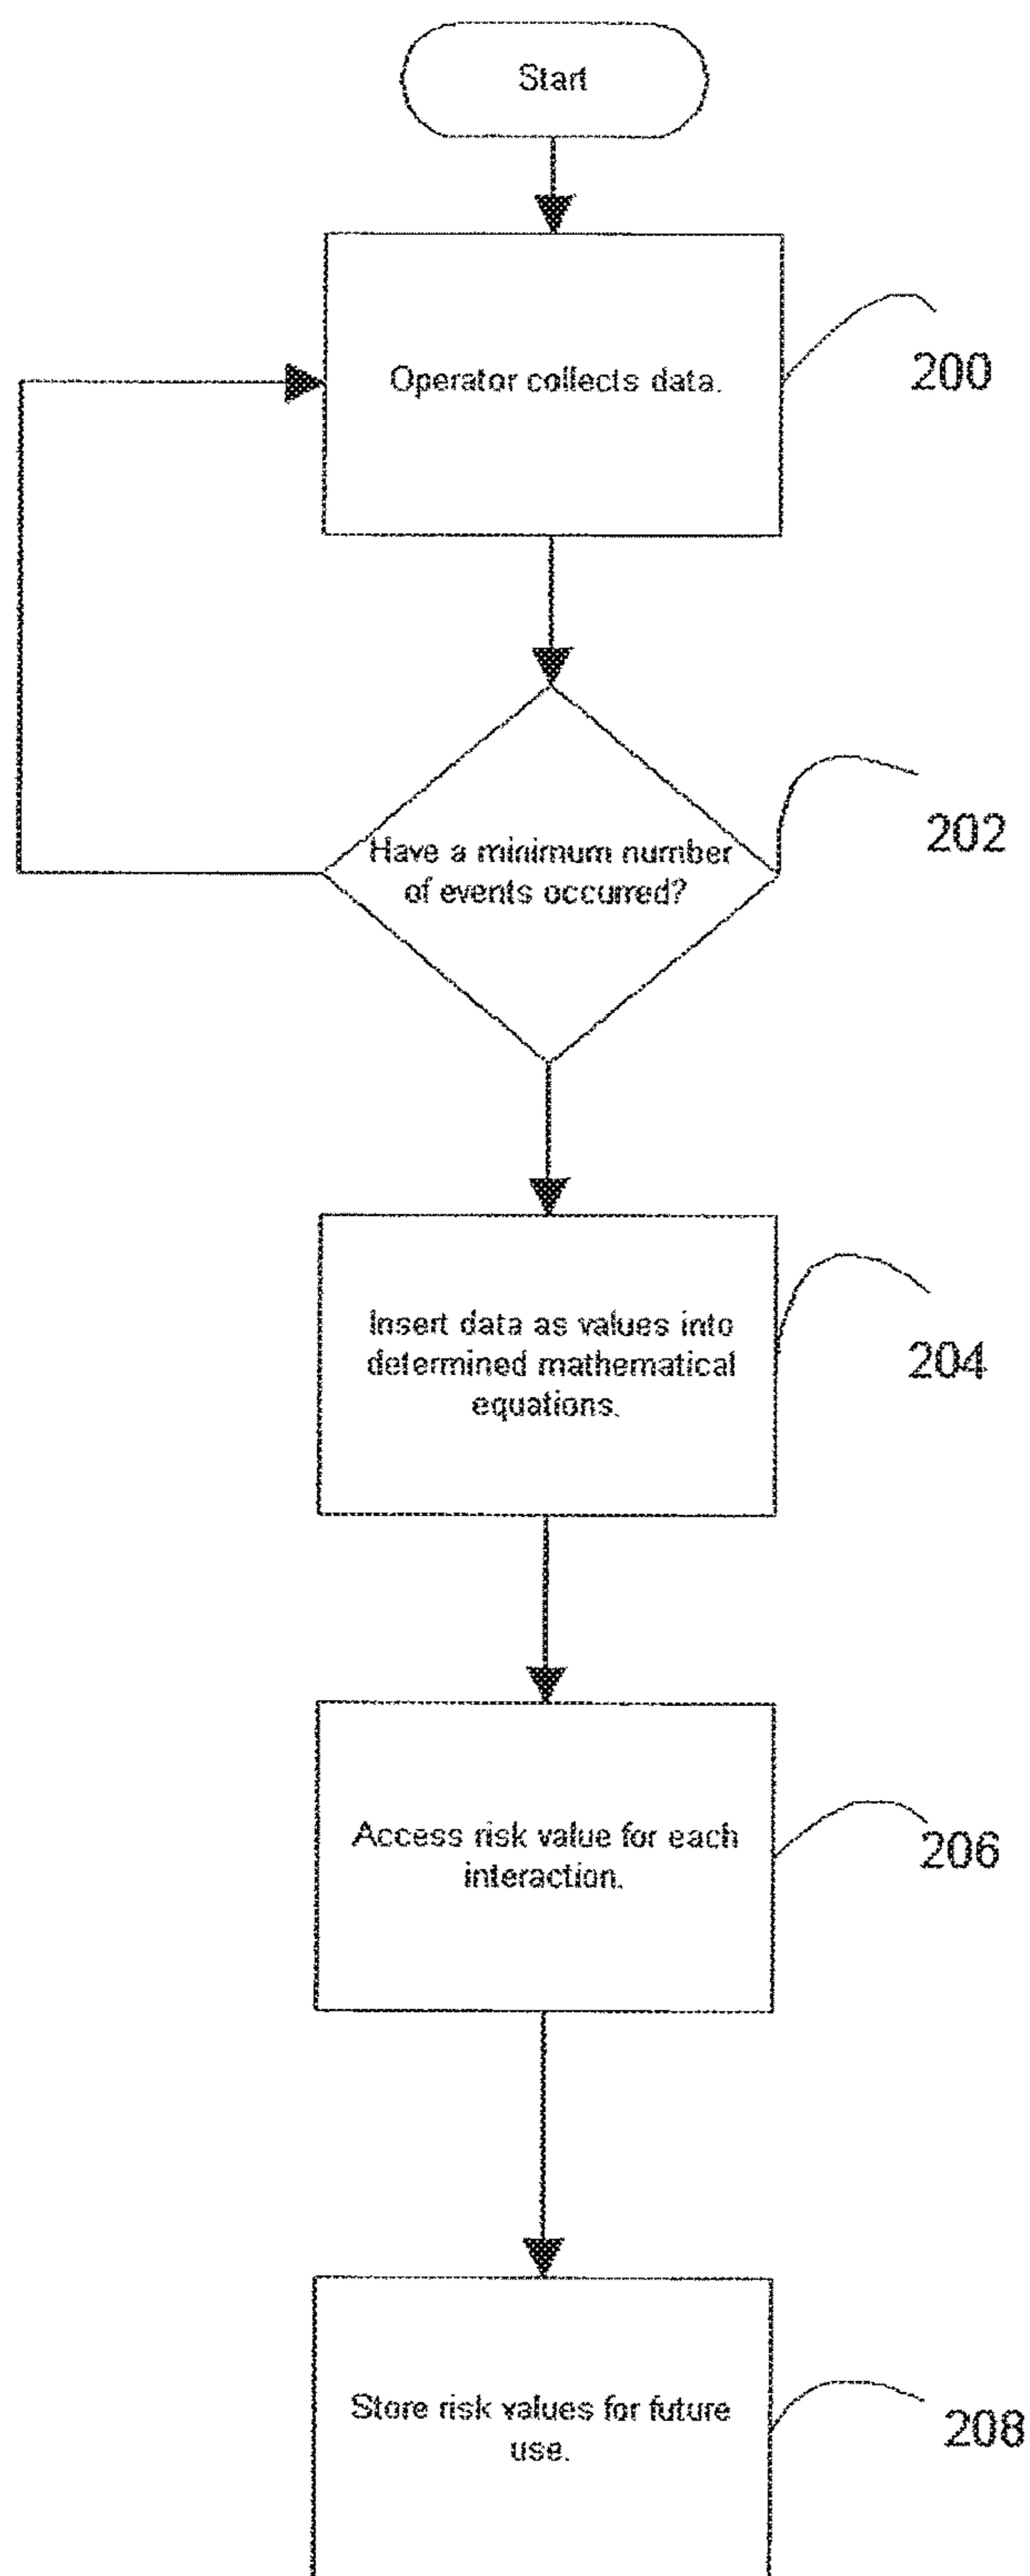 Start
Operator collects data.
200
Have a minimum number
of events occurred?
202
Insert data as values into
determined mathematical
equations.
204
Access risk value for each
interaction.
206
Store risk values for future
use.
208